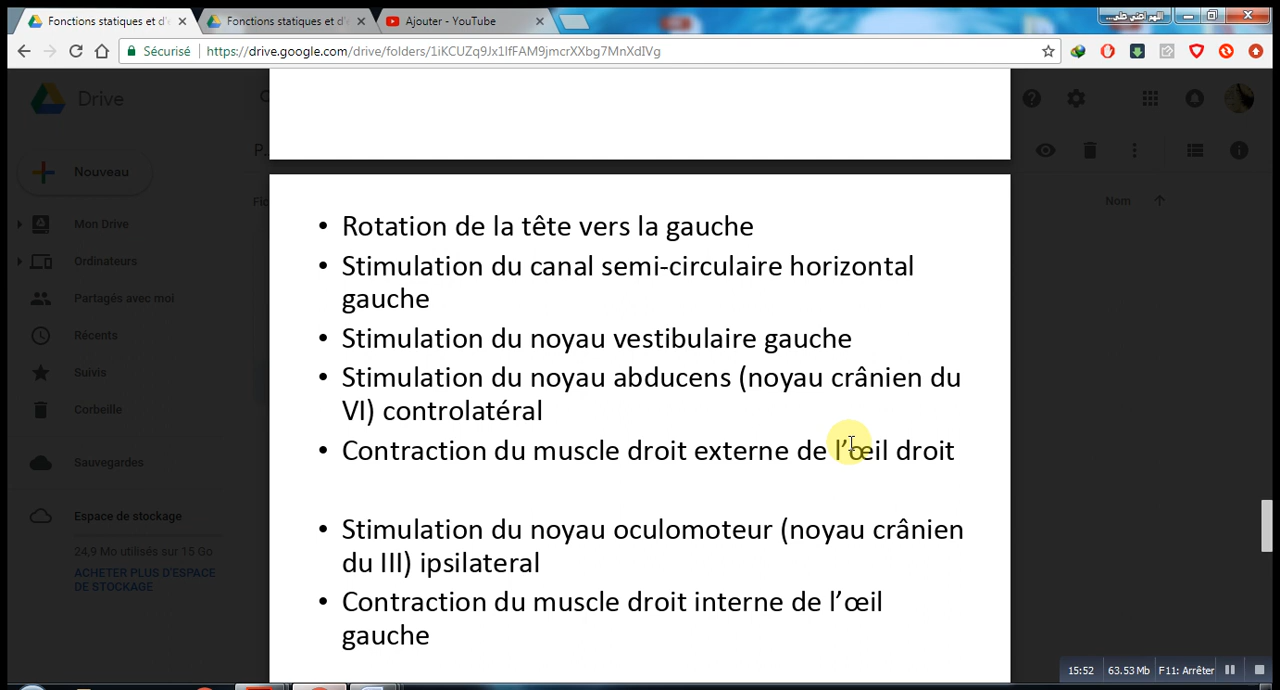 Fonctions statiques et d'
Fonctions statiques et d'
Ajouter - YouTube
Sécurisé
https://drive.google.com/drive/folders/1iKCUZq9Jx1lfFAM9jmcrXXbg7MnXdIVg
Drive
Nouveau
Nom
Mon Drive
Ordinateurs
Partagés avec moi
Récents
Suivis
Corbeille
Sauvegardes
Espace de stockage
24,9 Mo utilisés sur 15 Go
ACHETER PLUS D'ESPACE
DE STOCKAGE
• Rotation de la tête vers la gauche
• Stimulation du canal semi-circulaire horizontal
gauche
• Stimulation du noyau vestibulaire gauche
• Stimulation du noyau abducens (noyau crânien du
VI) controlatéral
• Contraction du muscle droit externe de l’œil droit
• Stimulation du noyau oculomoteur (noyau crânien
du III) ipsilateral
• Contraction du muscle droit interne de l’œil
gauche
15:52 63.53 Mb F11: Arrêter